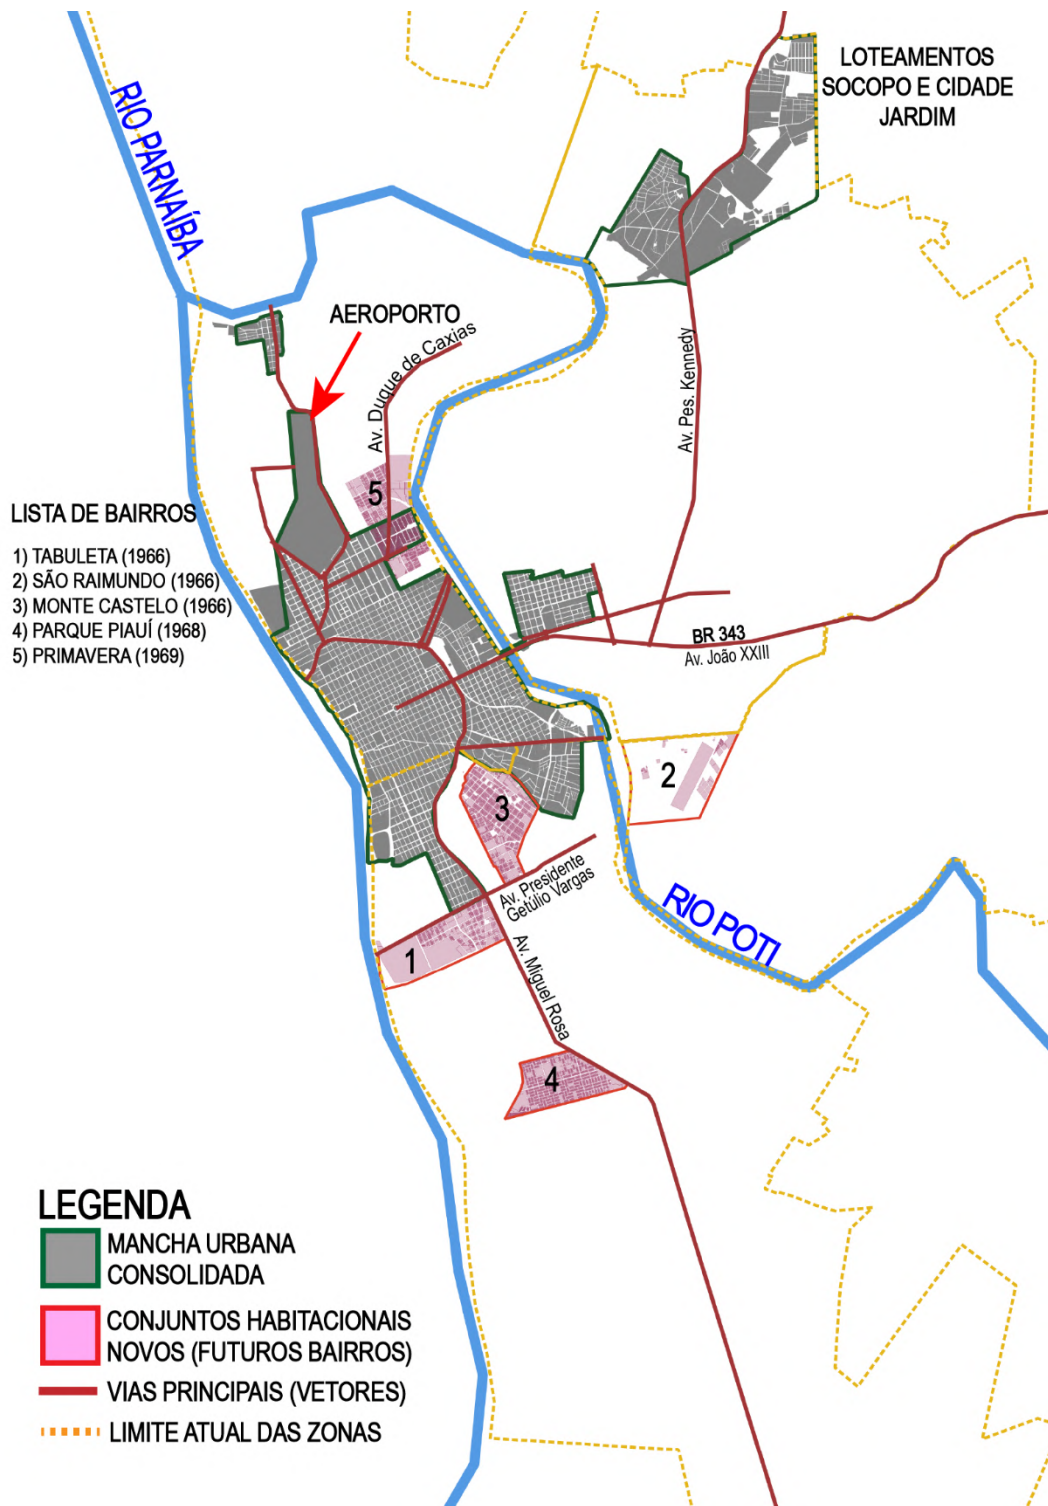 LOTEAMENTOS
SOCOPO E CIDADE
JARDIM
RIO PARNAÍBA
AEROPORTO
Av. Duque de Caxias
Av. Pes. Kennedy
5
LISTA DE BAIRROS
1) TABULETA (1966)
2) SÃO RAIMUNDO (1966)
3) MONTE CASTELO (1966)
4) PARQUE PIAUÍ (1968)
5) PRIMAVERA (1969)
BR 343
Av. João XXIII
2
3
Av. Presidente
Getúlio Vargas
RIO POTI
1
Av. Miguel Rosa
4
LEGENDA
MANCHA URBANA
CONSOLIDADA
CONJUNTOS HABITACIONAIS
NOVOS (FUTUROS BAIRROS)
VIAS PRINCIPAIS (VETORES)
LIMITE ATUAL DAS ZONAS